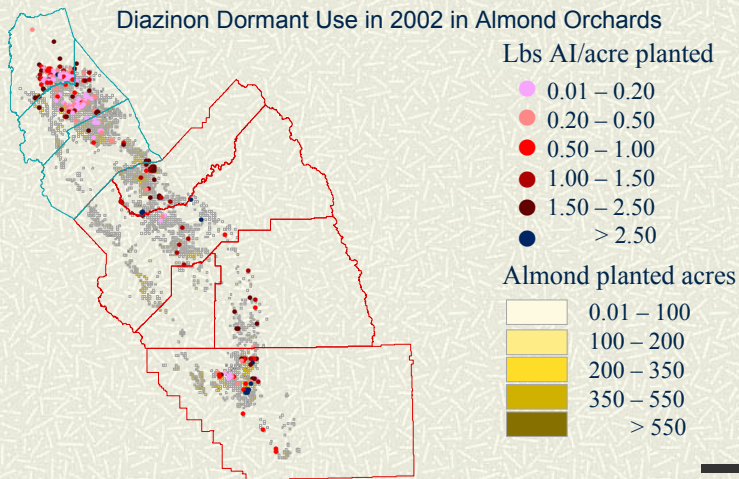 Diazinon Dormant Use in 2002 in Almond Orchards
Lbs AI/acre planted
0.01 – 0.20
0.20 – 0.50
0.50 – 1.00
1.00 – 1.50
1.50 – 2.50
> 2.50
Almond planted acres
0.01 – 100
100 – 200
200 – 350
350 – 550
> 550